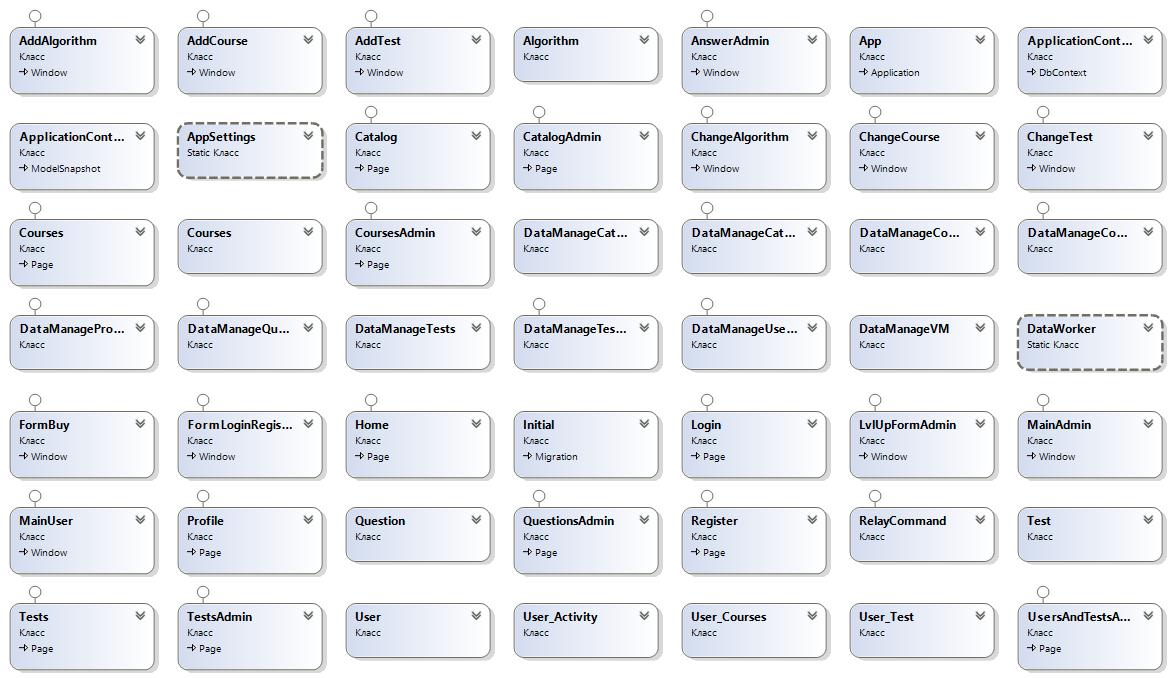 AddAlgorithm
Класс
Window
AddCourse
Класс
Window
AddTest
Класс
Window
Algorithm
Класс
AnswerAdmin
Класс
Window
App
Класс
Application
ApplicationCont...
Класс
DbContext
ApplicationCont...
Класс
ModelSnapshot
AppSettings
Static Класс
Catalog
Класс
Page
CatalogAdmin
Класс
Page
ChangeAlgorithm
Класс
Window
ChangeCourse
Класс
Window
ChangeTest
Класс
Window
Courses
Класс
Page
Courses
Класс
CoursesAdmin
Класс
Page
DataManageCat...
Класс
DataManageCat...
Класс
DataManageCo...
Класс
DataManageCo...
Класс
DataManagePro...
Класс
DataManageQu...
Класс
DataManageTests
Класс
DataManageTes...
Класс
DataManageUse...
Класс
DataManageVM
Класс
DataWorker
Static Класс
FormBuy
Класс
Window
FormLoginRegis...
Класс
Window
Home
Класс
Page
Initial
Класс
Migration
Login
Класс
Page
LvlUpFormAdmin
Класс
Window
MainAdmin
Класс
Window
MainUser
Класс
Window
Profile
Класс
Page
Question
Класс
QuestionsAdmin
Класс
Page
Register
Класс
Page
RelayCommand
Класс
Test
Класс
Tests
Класс
Page
TestsAdmin
Класс
Page
User
Класс
User_Activity
Класс
User_Courses
Класс
User_Test
Класс
UsersAndTestsA...
Класс
Page